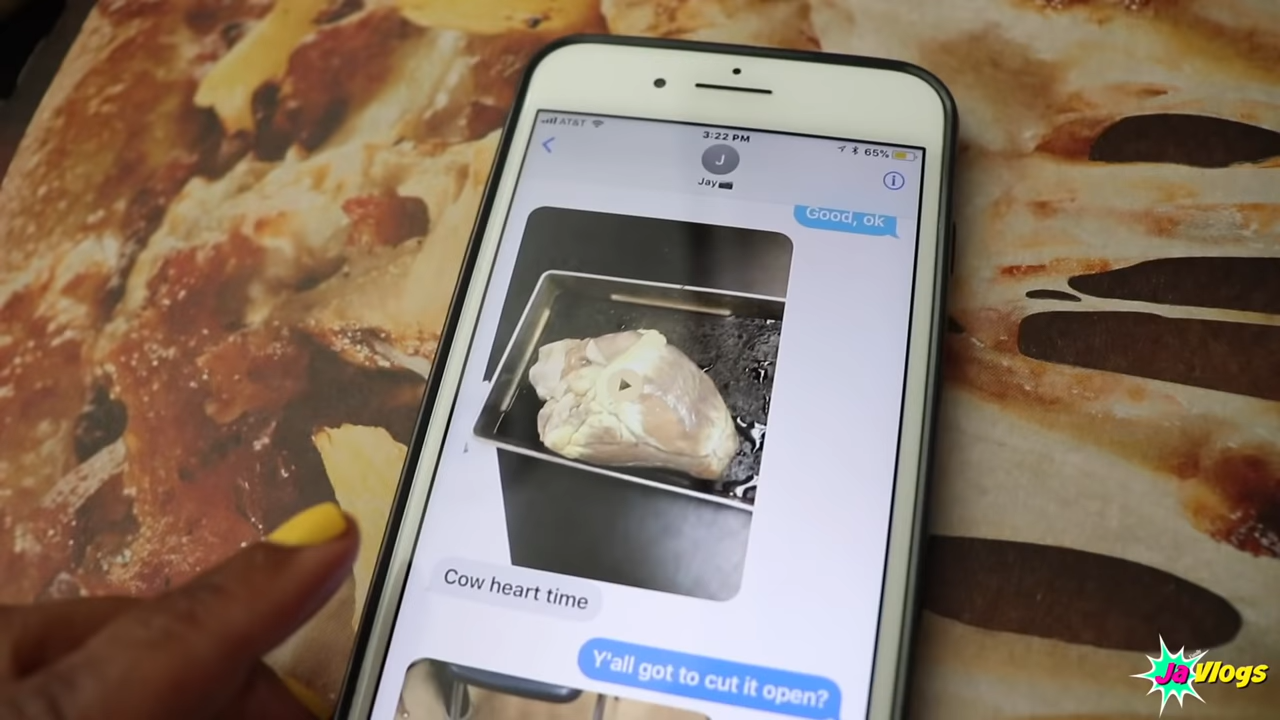 AT&T
3:22 PM
65%
J
Jay
Good, ok
Cow heart time
Y'all got to cut it open?
JaVlogs